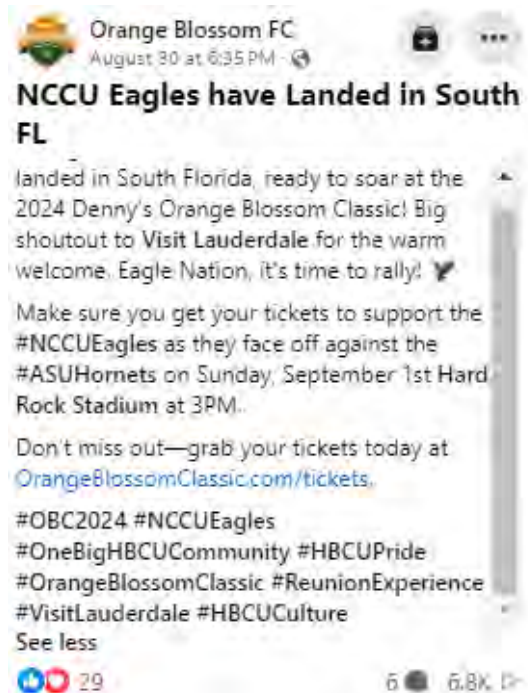 Orange Blossom FC
August 30 at 6:35 PM ·
NCCU Eagles have Landed in South
FL
landed in South Florida, ready to soar at the
2024 Denny's Orange Blossom Classic! Big
shoutout to Visit Lauderdale for the warm
welcome. Eagle Nation, it's time to rally!
Make sure you get your tickets to support the
#NCCUEagles as they face off against the
#ASUHornets on Sunday, September 1st Hard
Rock Stadium at 3PM.
Don't miss out—grab your tickets today at
OrangeBlossomClassic.com/tickets.
#OBC2024 #NCCUEagles
#OneBigHBCUCommunity #HBCUPride
#OrangeBlossomClassic #ReunionExperience
#VisitLauderdale #HBCUCulture
See less
29 6 6.8K